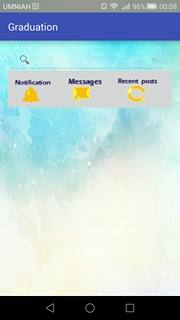 UMNIAH 96% 00:08
Graduation
Notification Messages Recent posts